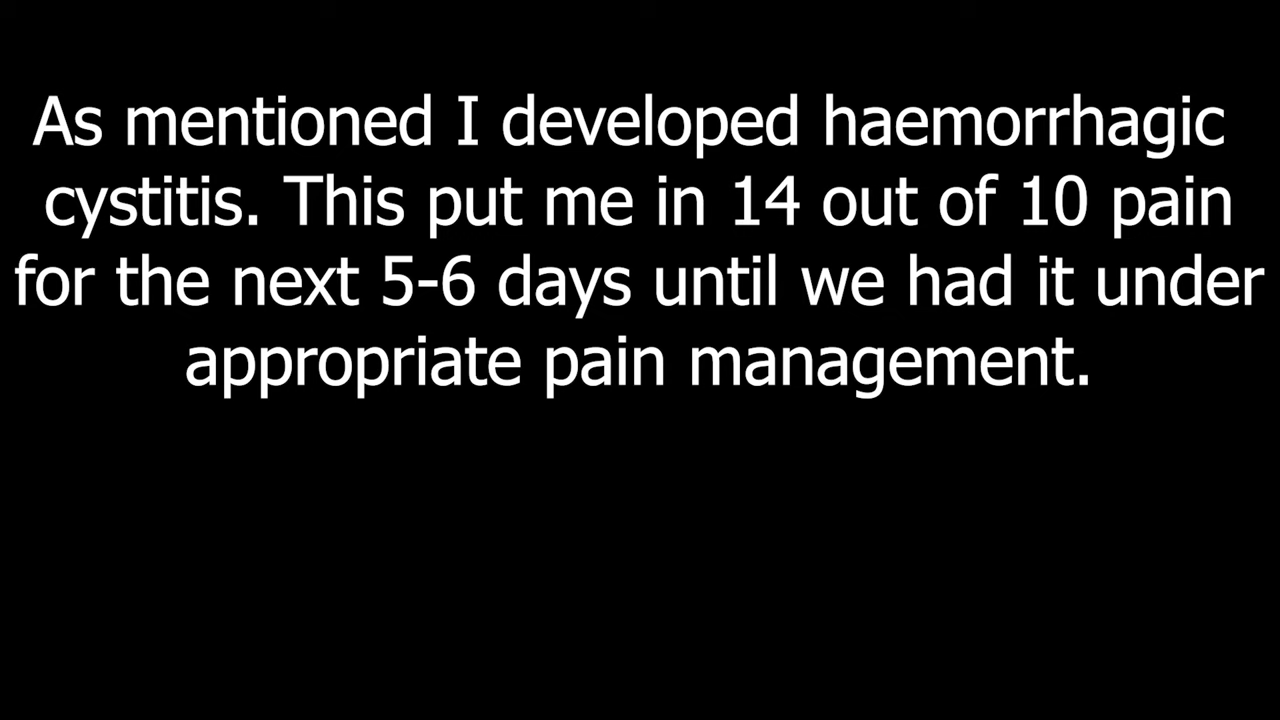 As mentioned I developed haemorrhagic
cystitis. This put me in 14 out of 10 pain
for the next 5-6 days until we had it under
appropriate pain management.